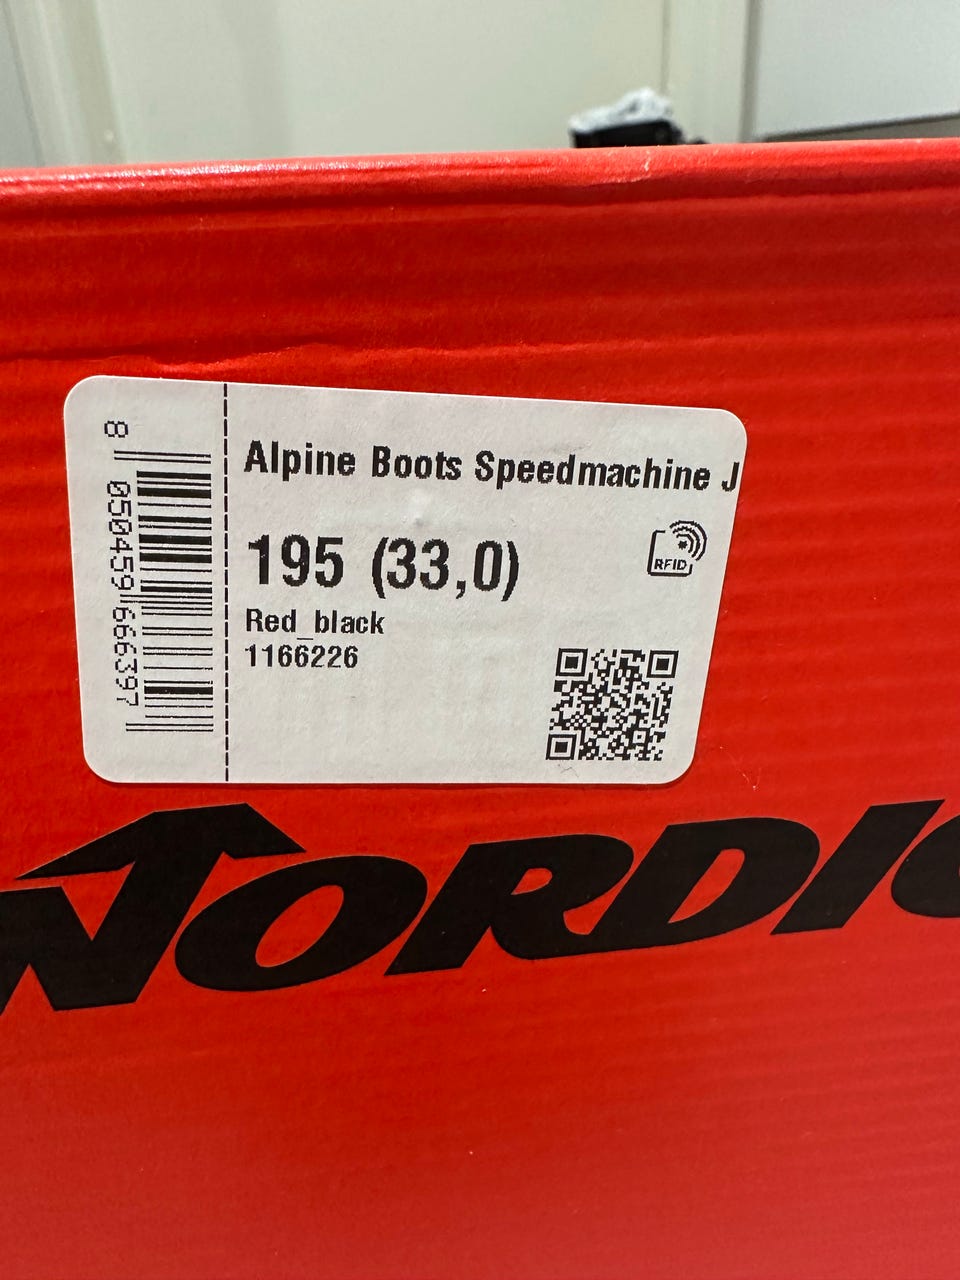 Alpine Boots Speedmachine J
195 (33,0)
RFID
Red_black
1166226
8 050459 666397
NORDIC